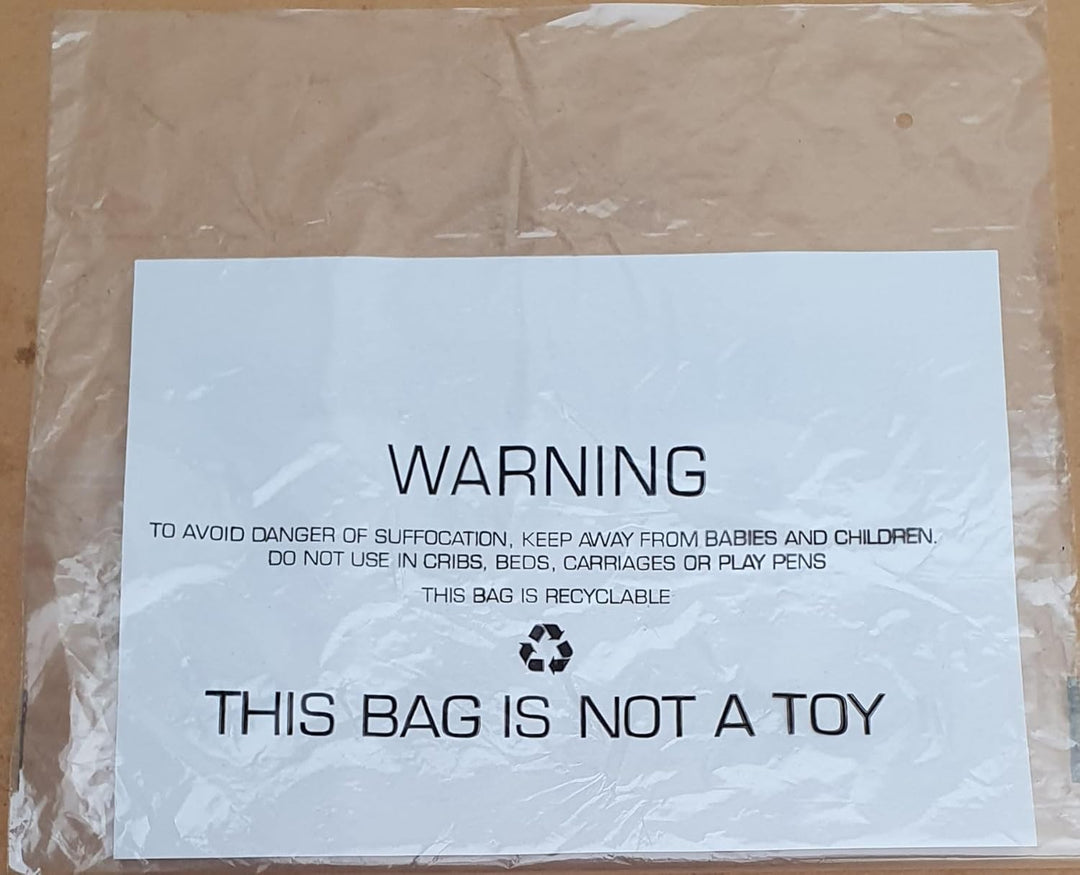 WARNING
TO AVOID DANGER OF SUFFOCATION, KEEP AWAY FROM BABIES AND CHILDREN.
DO NOT USE IN CRIBS, BEDS, CARRIAGES OR PLAY PENS
THIS BAG IS RECYCLABLE
THIS BAG IS NOT A TOY